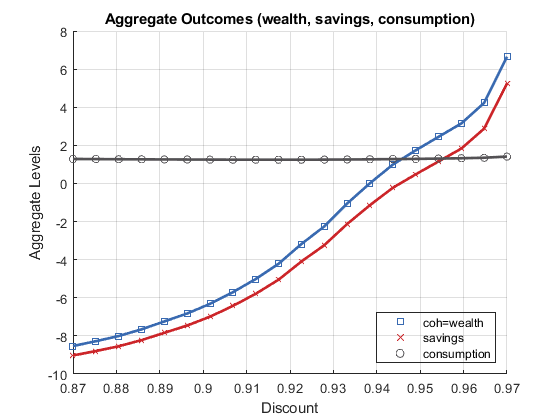 Aggregate Outcomes (wealth, savings, consumption)
8
6
4
2
0
-2
-4
-6
-8
-10
Aggregate Levels
coh=wealth
savings
consumption
0.87 0.88 0.89 0.9 0.91 0.92 0.93 0.94 0.95 0.96 0.97
Discount